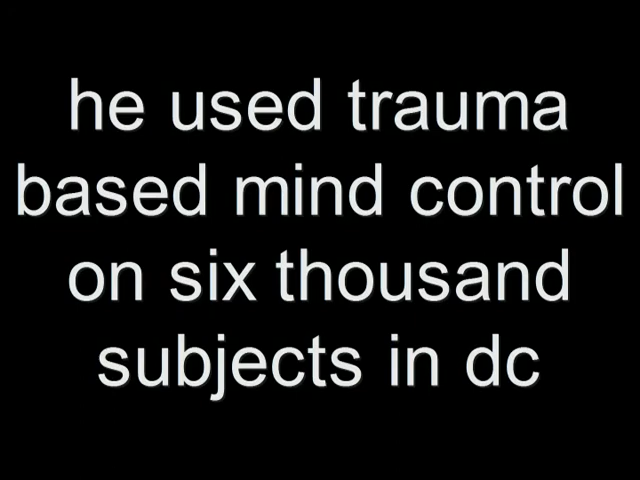 he used trauma
based mind control
on six thousand
subjects in dc